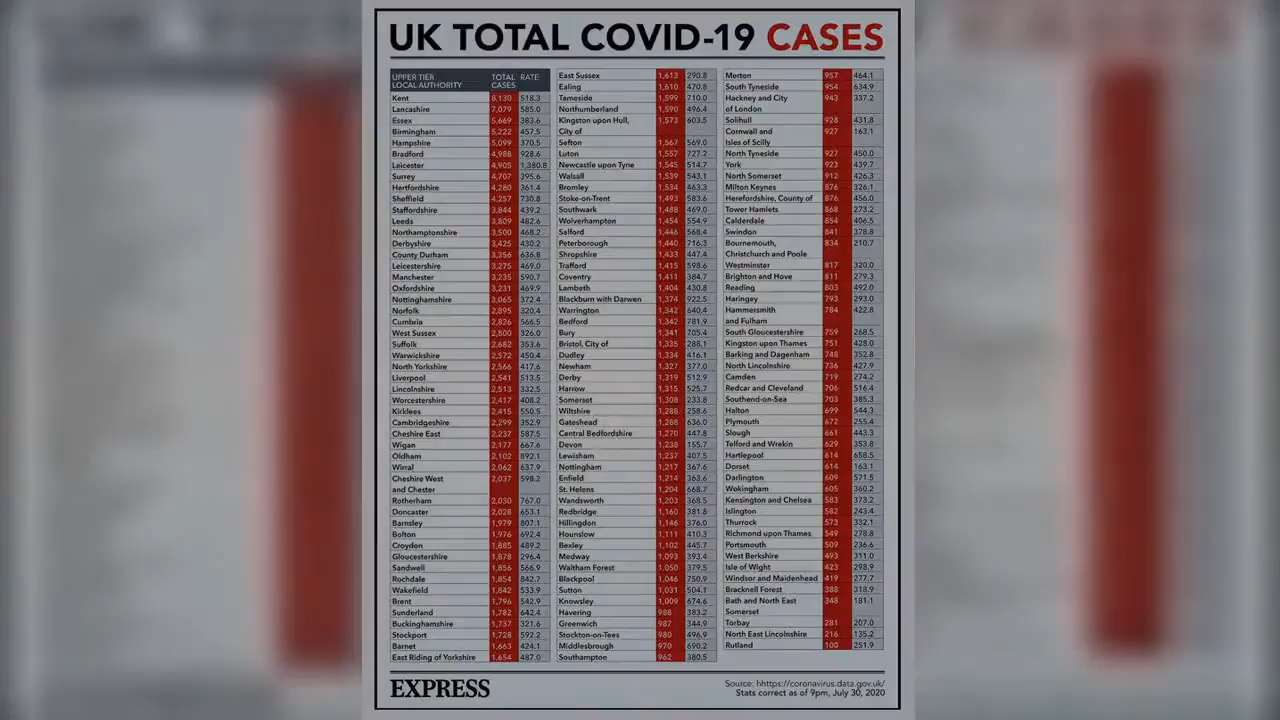 UK TOTAL COVID-19 CASES
UPPER TIER LOCAL AUTHORITY TOTAL CASES RATE
Kent 8,130 518.3
Lancashire 7,079 585.0
Essex 5,669 383.6
Birmingham 5,222 457.5
Hampshire 5,099 370.5
Bradford 4,988 928.6
Leicester 4,905 1,380.8
Surrey 4,707 395.6
Hertfordshire 4,280 361.4
Sheffield 4,257 730.8
Staffordshire 3,844 439.2
Leeds 3,809 482.6
Northamptonshire 3,500 468.2
Derbyshire 3,425 430.2
County Durham 3,356 636.8
Leicestershire 3,275 469.0
Manchester 3,235 590.7
Oxfordshire 3,231 469.9
Nottinghamshire 3,065 372.4
Norfolk 2,895 320.4
Cumbria 2,826 566.5
West Sussex 2,800 326.0
Suffolk 2,682 353.6
Warwickshire 2,572 450.4
North Yorkshire 2,566 417.6
Liverpool 2,541 513.5
Lincolnshire 2,513 332.5
Worcestershire 2,417 408.2
Kirklees 2,415 550.5
Cambridgeshire 2,299 352.9
Cheshire East 2,237 587.5
Wigan 2,177 667.6
Oldham 2,102 892.1
Wirral 2,062 637.9
Cheshire West 2,037 598.2
and Chester
Rotherham 2,030 767.0
Doncaster 2,028 653.1
Barnsley 1,979 807.1
Bolton 1,976 692.4
Croydon 1,885 489.2
Gloucestershire 1,878 296.4
Sandwell 1,856 566.9
Rochdale 1,854 842.7
Wakefield 1,842 533.9
Brent 1,796 542.9
Sunderland 1,782 642.4
Buckinghamshire 1,737 321.6
Stockport 1,728 592.2
Barnet 1,663 424.1
East Riding of Yorkshire 1,654 487.0
East Sussex 1,613 290.8
Ealing 1,610 470.8
Tameside 1,599 710.0
Northumberland 1,590 496.4
Kingston upon Hull, 1,573 603.5
City of
Sefton 1,567 569.0
Luton 1,557 727.2
Newcastle upon Tyne 1,545 514.7
Walsall 1,539 543.1
Bromley 1,534 463.3
Stoke-on-Trent 1,493 583.6
Southwark 1,488 469.0
Wolverhampton 1,454 554.9
Salford 1,446 568.4
Peterborough 1,440 716.3
Shropshire 1,433 447.4
Trafford 1,415 598.6
Coventry 1,411 384.7
Lambeth 1,404 430.8
Blackburn with Darwen 1,374 922.5
Warrington 1,342 640.4
Bedford 1,342 781.9
Bury 1,341 705.4
Bristol, City of 1,335 288.1
Dudley 1,334 416.1
Newham 1,327 377.0
Derby 1,319 512.9
Harrow 1,315 525.7
Somerset 1,308 233.8
Wiltshire 1,288 258.6
Gateshead 1,288 636.0
Central Bedfordshire 1,270 447.8
Devon 1,238 155.7
Lewisham 1,237 407.5
Nottingham 1,217 367.6
Enfield 1,214 363.6
St. Helens 1,204 668.7
Wandsworth 1,203 368.5
Redbridge 1,160 381.8
Hillingdon 1,146 376.0
Hounslow 1,111 410.3
Bexley 1,102 445.7
Medway 1,093 393.4
Waltham Forest 1,050 379.5
Blackpool 1,046 750.9
Sutton 1,031 504.1
Knowsley 1,009 674.6
Havering 988 383.2
Greenwich 987 344.9
Stockton-on-Tees 980 496.9
Middlesbrough 970 690.2
Southampton 962 380.5
Merton 957 464.1
South Tyneside 954 634.9
Hackney and City 943 337.2
of London
Solihull 928 431.8
Cornwall and 927 163.1
Isles of Scilly
North Tyneside 927 450.0
York 923 439.7
North Somerset 912 426.3
Milton Keynes 876 326.1
Herefordshire, County of 876 456.0
Tower Hamlets 868 273.2
Calderdale 854 406.5
Swindon 841 378.8
Bournemouth, 834 210.7
Christchurch and Poole
Westminster 817 320.0
Brighton and Hove 811 279.3
Reading 803 492.0
Haringey 793 293.0
Hammersmith 784 422.8
and Fulham
South Gloucestershire 759 268.5
Kingston upon Thames 751 428.0
Barking and Dagenham 748 352.8
North Lincolnshire 736 427.9
Camden 719 274.2
Redcar and Cleveland 706 516.4
Southend-on-Sea 703 385.3
Halton 699 544.3
Plymouth 672 255.4
Slough 661 443.3
Telford and Wrekin 629 353.8
Hartlepool 614 658.5
Dorset 614 163.1
Darlington 609 571.5
Wokingham 605 360.2
Kensington and Chelsea 583 373.2
Islington 582 243.4
Thurrock 573 332.1
Richmond upon Thames 549 278.8
Portsmouth 509 236.6
West Berkshire 493 311.0
Isle of Wight 423 298.9
Windsor and Maidenhead 419 277.7
Bracknell Forest 388 318.9
Bath and North East 348 181.1
Somerset
Torbay 281 207.0
North East Lincolnshire 216 135.2
Rutland 100 251.9
EXPRESS
Source; hhttps://coronavirus.data.gov.uk/
Stats correct as of 9pm, July 30, 2020